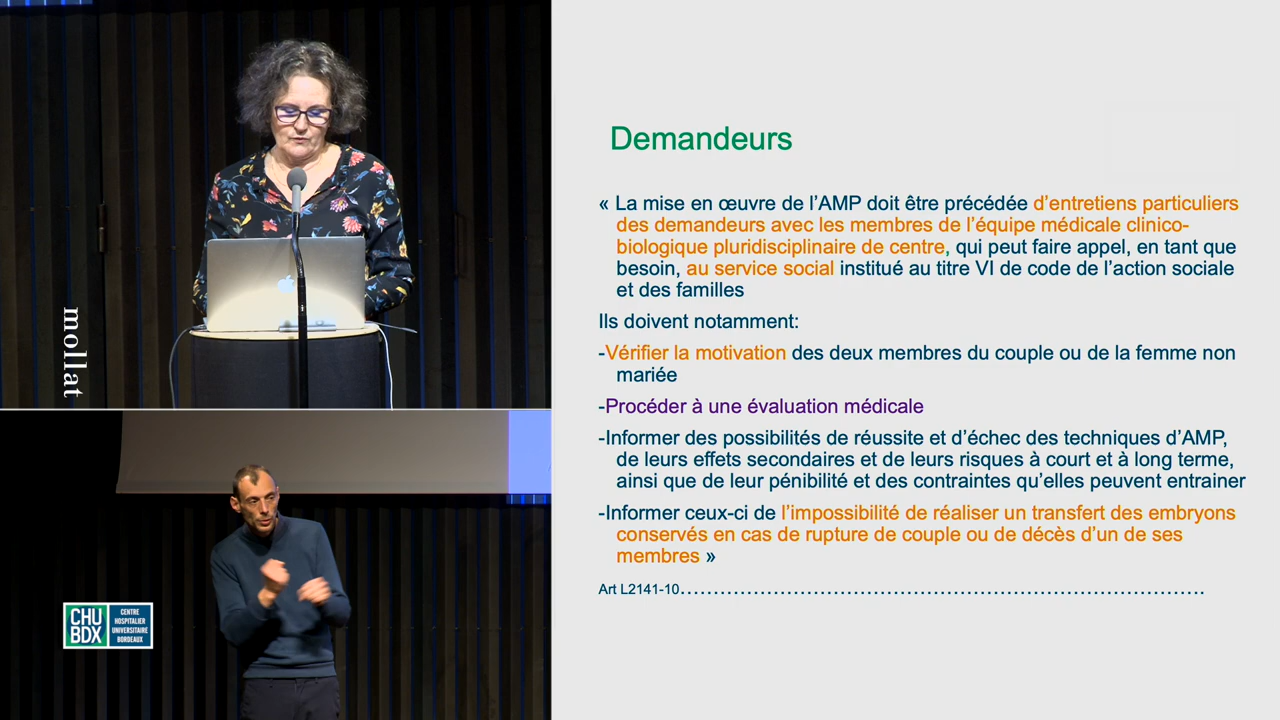 mollat
CHU
BDX
CENTRE
HOSPITALIER
UNIVERSITAIRE
BORDEAUX
Demandeurs
« La mise en œuvre de l’AMP doit être précédée d’entretiens particuliers
des demandeurs avec les membres de l’équipe médicale clinico-
biologique pluridisciplinaire de centre, qui peut faire appel, en tant que
besoin, au service social institué au titre VI de code de l’action sociale
et des familles
Ils doivent notamment:
-Vérifier la motivation des deux membres du couple ou de la femme non
mariée
-Procéder à une évaluation médicale
-Informer des possibilités de réussite et d’échec des techniques d’AMP,
de leurs effets secondaires et de leurs risques à court et à long terme,
ainsi que de leur pénibilité et des contraintes qu’elles peuvent entrainer
-Informer ceux-ci de l’impossibilité de réaliser un transfert des embryons
conservés en cas de rupture de couple ou de décès d’un de ses
membres »
Art L2141-10……………………………………………………………………….